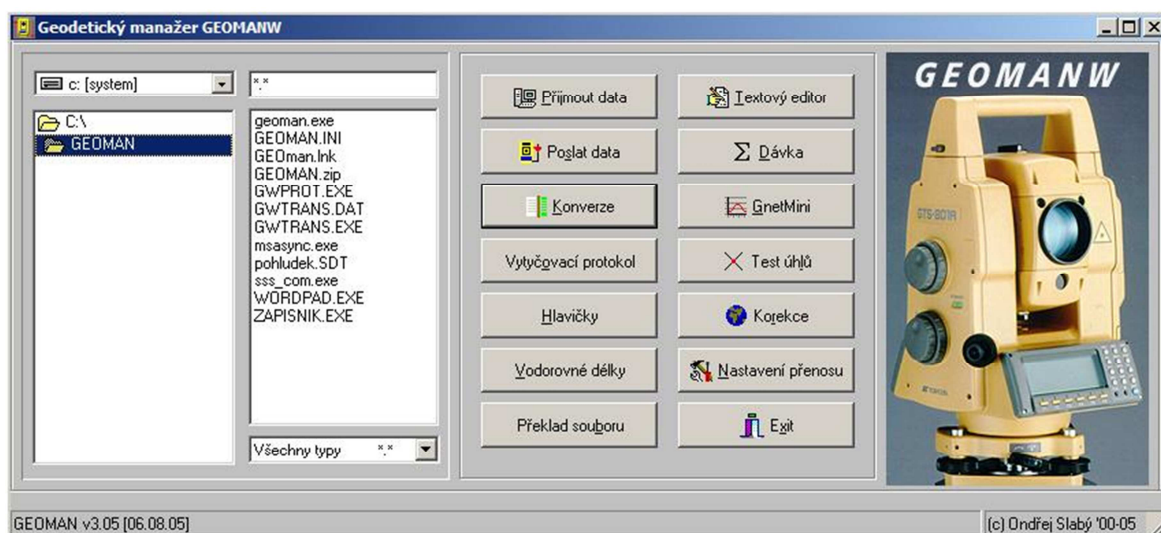 Geodetický manažer GEOMANW
c: [system]
*.*
C:\
GEOMAN
geoman.exe
GEOMAN.INI
GEOman.lnk
GEOMAN.zip
GWPROT.EXE
GWTRANS.DAT
GWTRANS.EXE
msasync.exe
pohludek.SDT
sss_com.exe
WORDPAD.EXE
ZAPISNIK.EXE
Všechny typy *.*
Přijmout data
Poslat data
Konverze
Vytyčovací protokol
Hlavičky
Vodorovné délky
Překlad souboru
Textový editor
Dávka
GnetMini
Test úhlů
Korekce
Nastavení přenosu
Exit
GEOMANW
GTS-801R
TOPCON
GEOMAN v3.05 [06.08.05]
(c) Ondřej Slabý '00-05